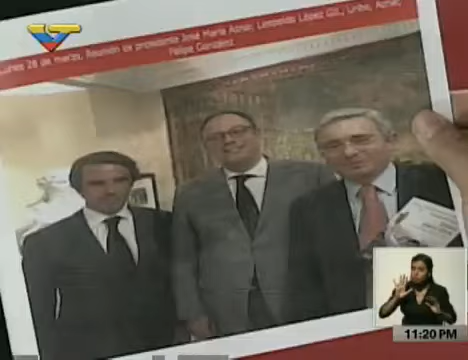 Lunes 28 de marzo, Reunión de presidente José María Aznar, Leopoldo López Gil, Uribe, Aznar,
Felipe González
11:20 PM